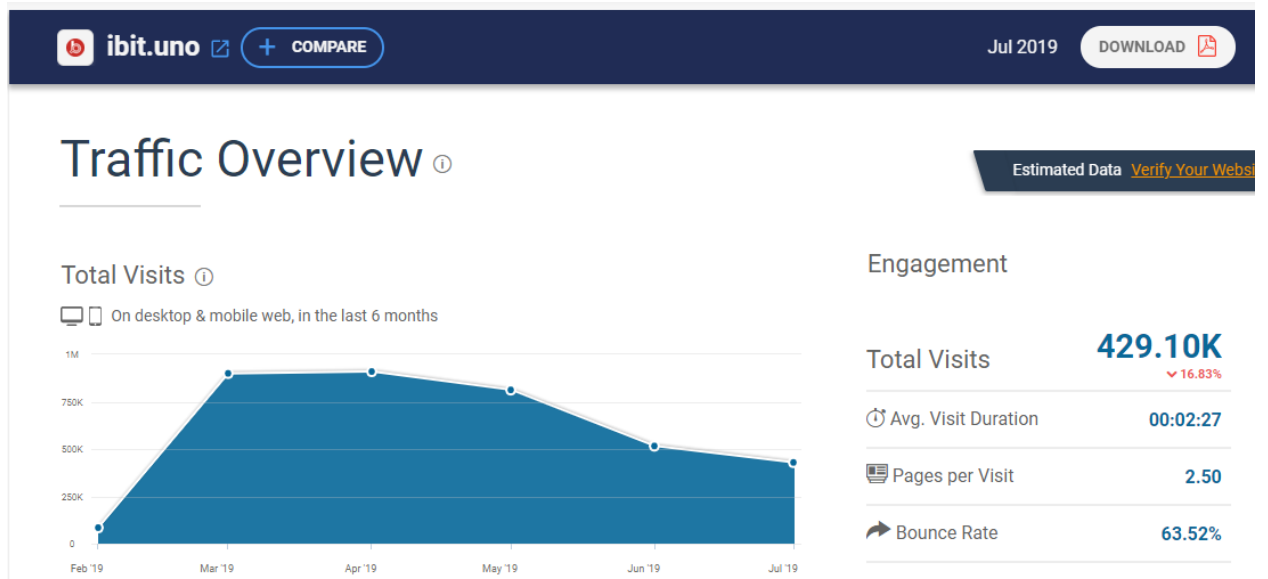 ibit.uno + COMPARE Jul 2019 DOWNLOAD
Traffic Overview
Estimated Data Verify Your Websi
Total Visits
On desktop & mobile web, in the last 6 months
1M
750K
500K
250K
0
Feb '19 Mar '19 Apr '19 May '19 Jun '19 Jul '19
Engagement
Total Visits 429.10K
16.83%
Avg. Visit Duration 00:02:27
Pages per Visit 2.50
Bounce Rate 63.52%